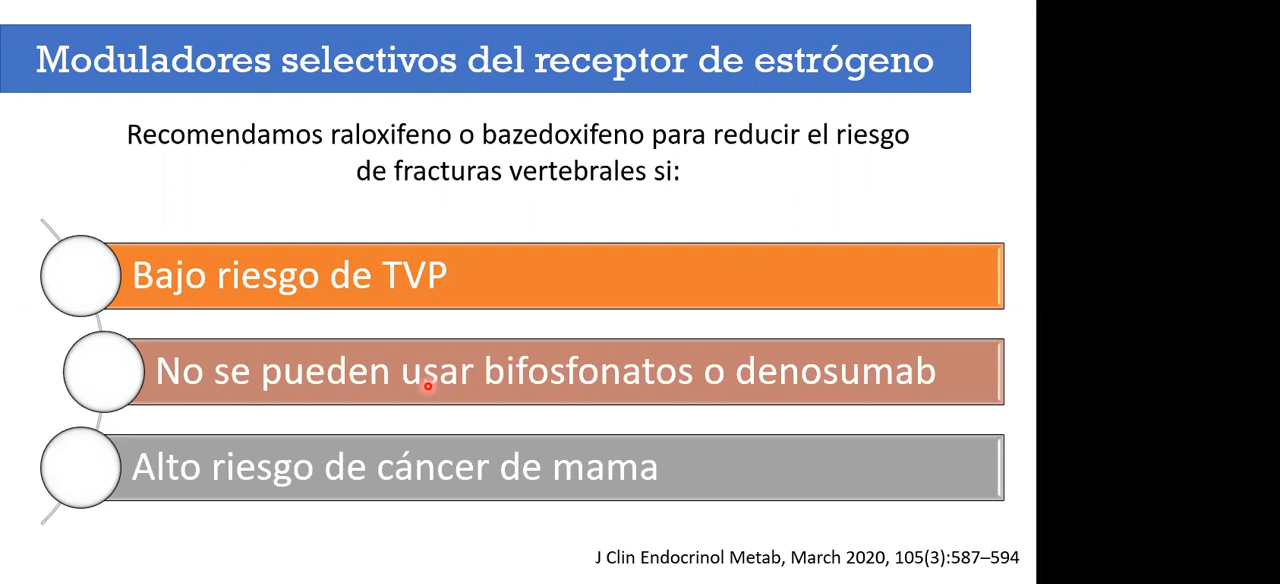 Moduladores selectivos del receptor de estrógeno
Recomendamos raloxifeno o bazedoxifeno para reducir el riesgo
de fracturas vertebrales si:
Bajo riesgo de TVP
No se pueden usar bifosfonatos o denosumab
Alto riesgo de cáncer de mama
J Clin Endocrinol Metab, March 2020, 105(3):587–594